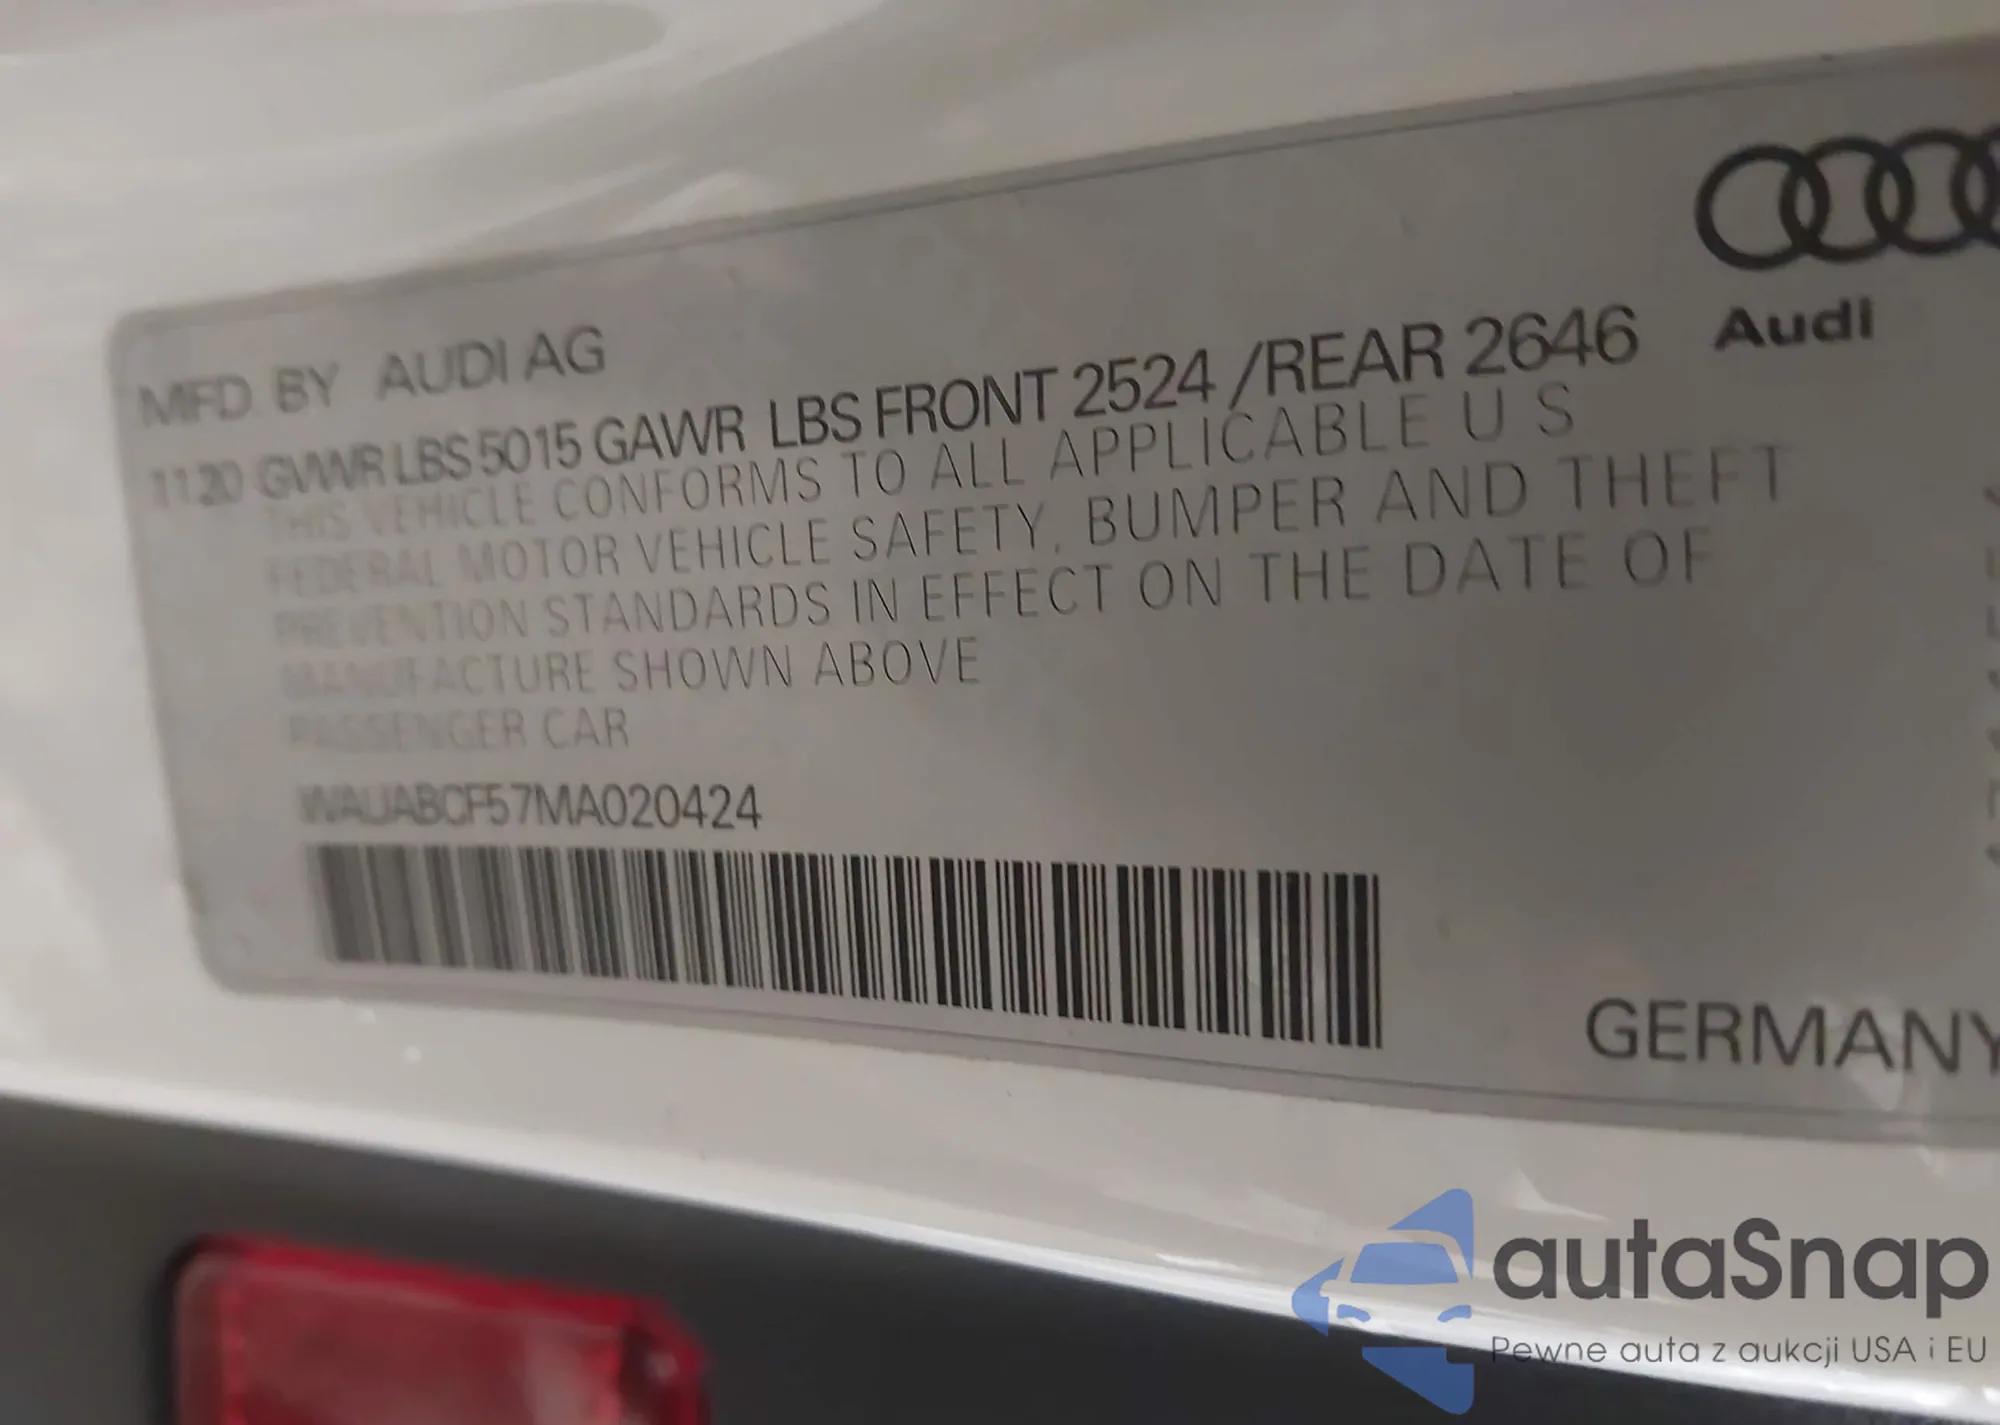 MFD BY AUDI AG
1120 GVWR LBS 5015 GAWR LBS FRONT 2524 /REAR 2646
Audi
THIS VEHICLE CONFORMS TO ALL APPLICABLE U S
FEDERAL MOTOR VEHICLE SAFETY, BUMPER AND THEFT
PREVENTION STANDARDS IN EFFECT ON THE DATE OF
MANUFACTURE SHOWN ABOVE
PASSENGER CAR
WAUABCF57MA020424
GERMANY
autaSnap
Pewne auta z aukcji USA i EU